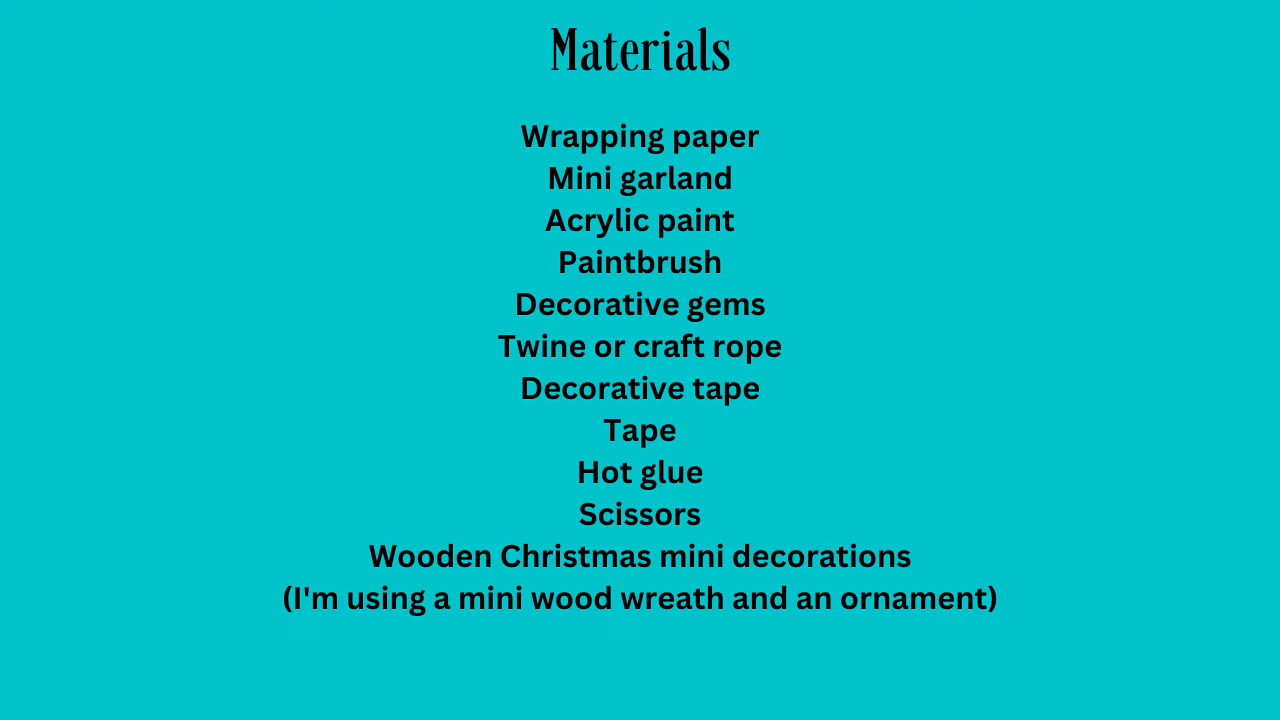 Materials
Wrapping paper
Mini garland
Acrylic paint
Paintbrush
Decorative gems
Twine or craft rope
Decorative tape
Tape
Hot glue
Scissors
Wooden Christmas mini decorations
(I'm using a mini wood wreath and an ornament)